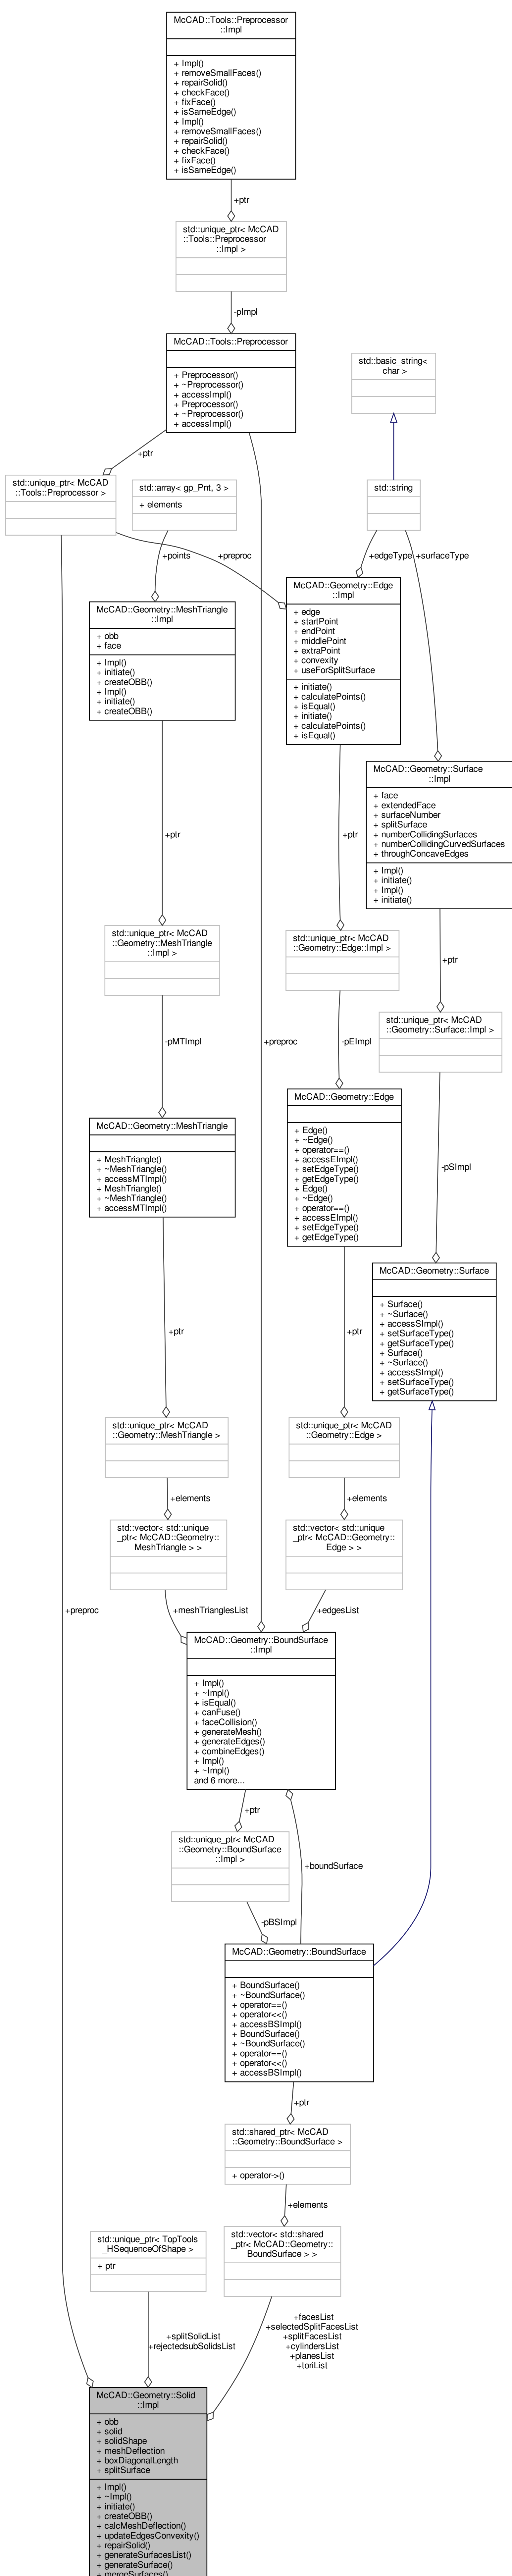 McCAD::Tools::Preprocessor
::Impl
+ Impl()
+ removeSmallFaces()
+ repairSolid()
+ checkFace()
+ fixFace()
+ isSameEdge()
+ Impl()
+ removeSmallFaces()
+ repairSolid()
+ checkFace()
+ fixFace()
+ isSameEdge()
+ptr
std::unique_ptr< McCAD
::Tools::Preprocessor
::Impl >
-pImpl
McCAD::Tools::Preprocessor
+ Preprocessor()
+ ~Preprocessor()
+ accessImpl()
+ Preprocessor()
+ ~Preprocessor()
+ accessImpl()
std::basic_string<
char >
+ptr
std::unique_ptr< McCAD
::Tools::Preprocessor >
std::array< gp_Pnt, 3 >
+ elements
std::string
+points
+preproc
+edgeType
+surfaceType
McCAD::Geometry::Edge
::Impl
+ edge
+ startPoint
+ endPoint
+ middlePoint
+ extraPoint
+ convexity
+ useForSplitSurface
+ initiate()
+ calculatePoints()
+ isEqual()
+ initiate()
+ calculatePoints()
+ isEqual()
McCAD::Geometry::MeshTriangle
::Impl
+ obb
+ face
+ Impl()
+ initiate()
+ createOBB()
+ Impl()
+ initiate()
+ createOBB()
McCAD::Geometry::Surface
::Impl
+ face
+ extendedFace
+ surfaceNumber
+ splitSurface
+ numberCollidingSurfaces
+ numberCollidingCurvedSurfaces
+ throughConcaveEdges
+ Impl()
+ initiate()
+ Impl()
+ initiate()
+ptr
+ptr
+ptr
std::unique_ptr< McCAD
::Geometry::MeshTriangle
::Impl >
std::unique_ptr< McCAD
::Geometry::Edge::Impl >
std::unique_ptr< McCAD
::Geometry::Surface::Impl >
-pMTImpl
+preproc
-pEImpl
-pSImpl
McCAD::Geometry::Edge
+ Edge()
+ ~Edge()
+ operator==()
+ accessEImpl()
+ setEdgeType()
+ getEdgeType()
+ Edge()
+ ~Edge()
+ operator==()
+ accessEImpl()
+ setEdgeType()
+ getEdgeType()
McCAD::Geometry::MeshTriangle
+ MeshTriangle()
+ ~MeshTriangle()
+ accessMTImpl()
+ MeshTriangle()
+ ~MeshTriangle()
+ accessMTImpl()
McCAD::Geometry::Surface
+ Surface()
+ ~Surface()
+ accessSImpl()
+ setSurfaceType()
+ getSurfaceType()
+ Surface()
+ ~Surface()
+ accessSImpl()
+ setSurfaceType()
+ getSurfaceType()
+ptr
+ptr
std::unique_ptr< McCAD
::Geometry::MeshTriangle >
std::unique_ptr< McCAD
::Geometry::Edge >
+elements
+elements
std::vector< std::unique
_ptr< McCAD::Geometry::
MeshTriangle > >
std::vector< std::unique
_ptr< McCAD::Geometry::
Edge > >
+preproc
+meshTrianglesList
+edgesList
McCAD::Geometry::BoundSurface
::Impl
+ Impl()
+ ~Impl()
+ isEqual()
+ canFuse()
+ faceCollision()
+ generateMesh()
+ generateEdges()
+ combineEdges()
+ Impl()
+ ~Impl()
and 6 more...
+ptr
std::unique_ptr< McCAD
::Geometry::BoundSurface
::Impl >
+boundSurface
-pBSImpl
McCAD::Geometry::BoundSurface
+ BoundSurface()
+ ~BoundSurface()
+ operator==()
+ operator<<()
+ accessBSImpl()
+ BoundSurface()
+ ~BoundSurface()
+ operator==()
+ operator<<()
+ accessBSImpl()
+ptr
std::shared_ptr< McCAD
::Geometry::BoundSurface >
+ operator->()
+elements
std::unique_ptr< TopTools
_HSequenceOfShape >
+ ptr
std::vector< std::shared
_ptr< McCAD::Geometry::
BoundSurface > >
+splitSolidList
+rejectedsubSolidsList
+facesList
+selectedSplitFacesList
+splitFacesList
+cylindersList
+planesList
+toriList
McCAD::Geometry::Solid
::Impl
+ obb
+ solid
+ solidShape
+ meshDeflection
+ boxDiagonalLength
+ splitSurface
+ Impl()
+ ~Impl()
+ initiate()
+ createOBB()
+ calcMeshDeflection()
+ updateEdgesConvexity()
+ repairSolid()
+ generateSurfacesList()
+ generateSurface()
+ mergeSurfaces()